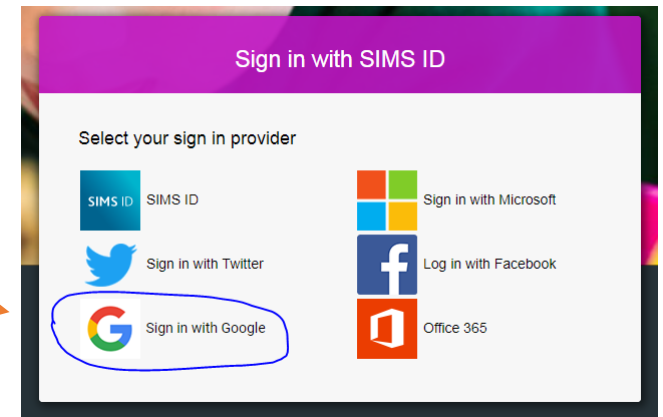 Sign in with SIMS ID
Select your sign in provider
SIMS ID SIMS ID
Sign in with Microsoft
Sign in with Twitter
Log in with Facebook
Sign in with Google
Office 365